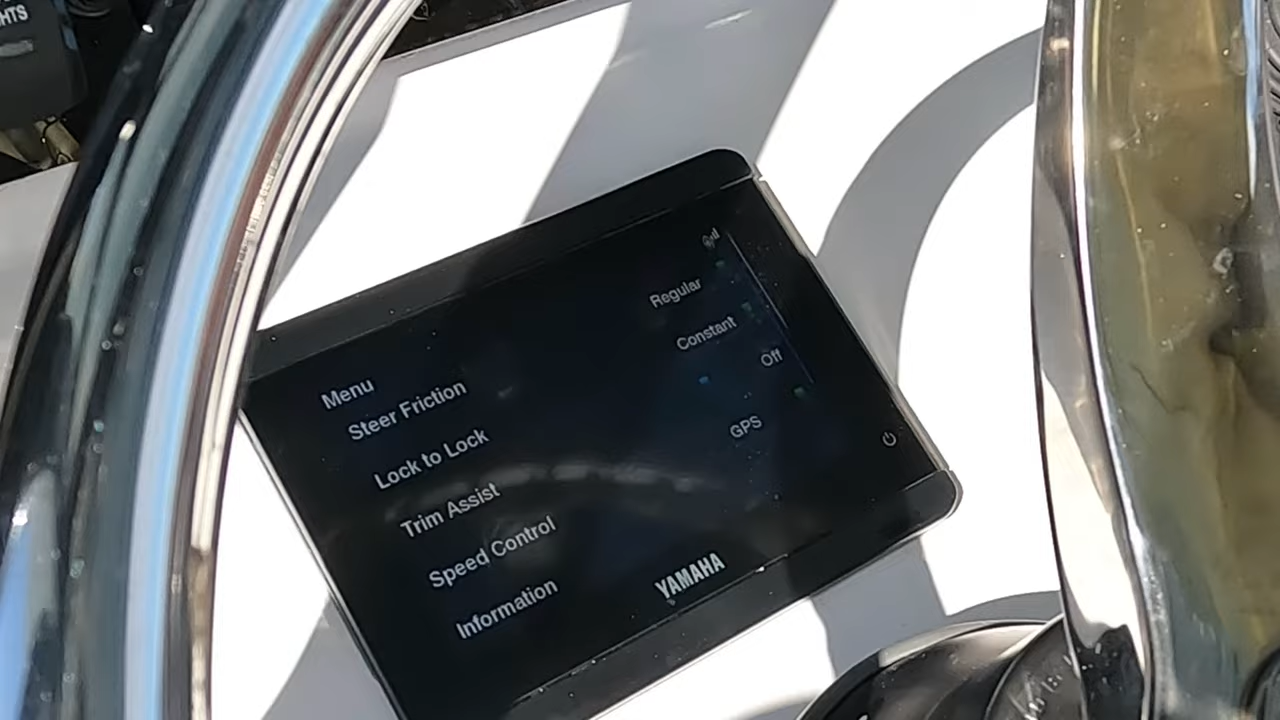 Menu
Steer Friction Regular
Lock to Lock Constant
Trim Assist Off
Speed Control GPS
Information
YAMAHA